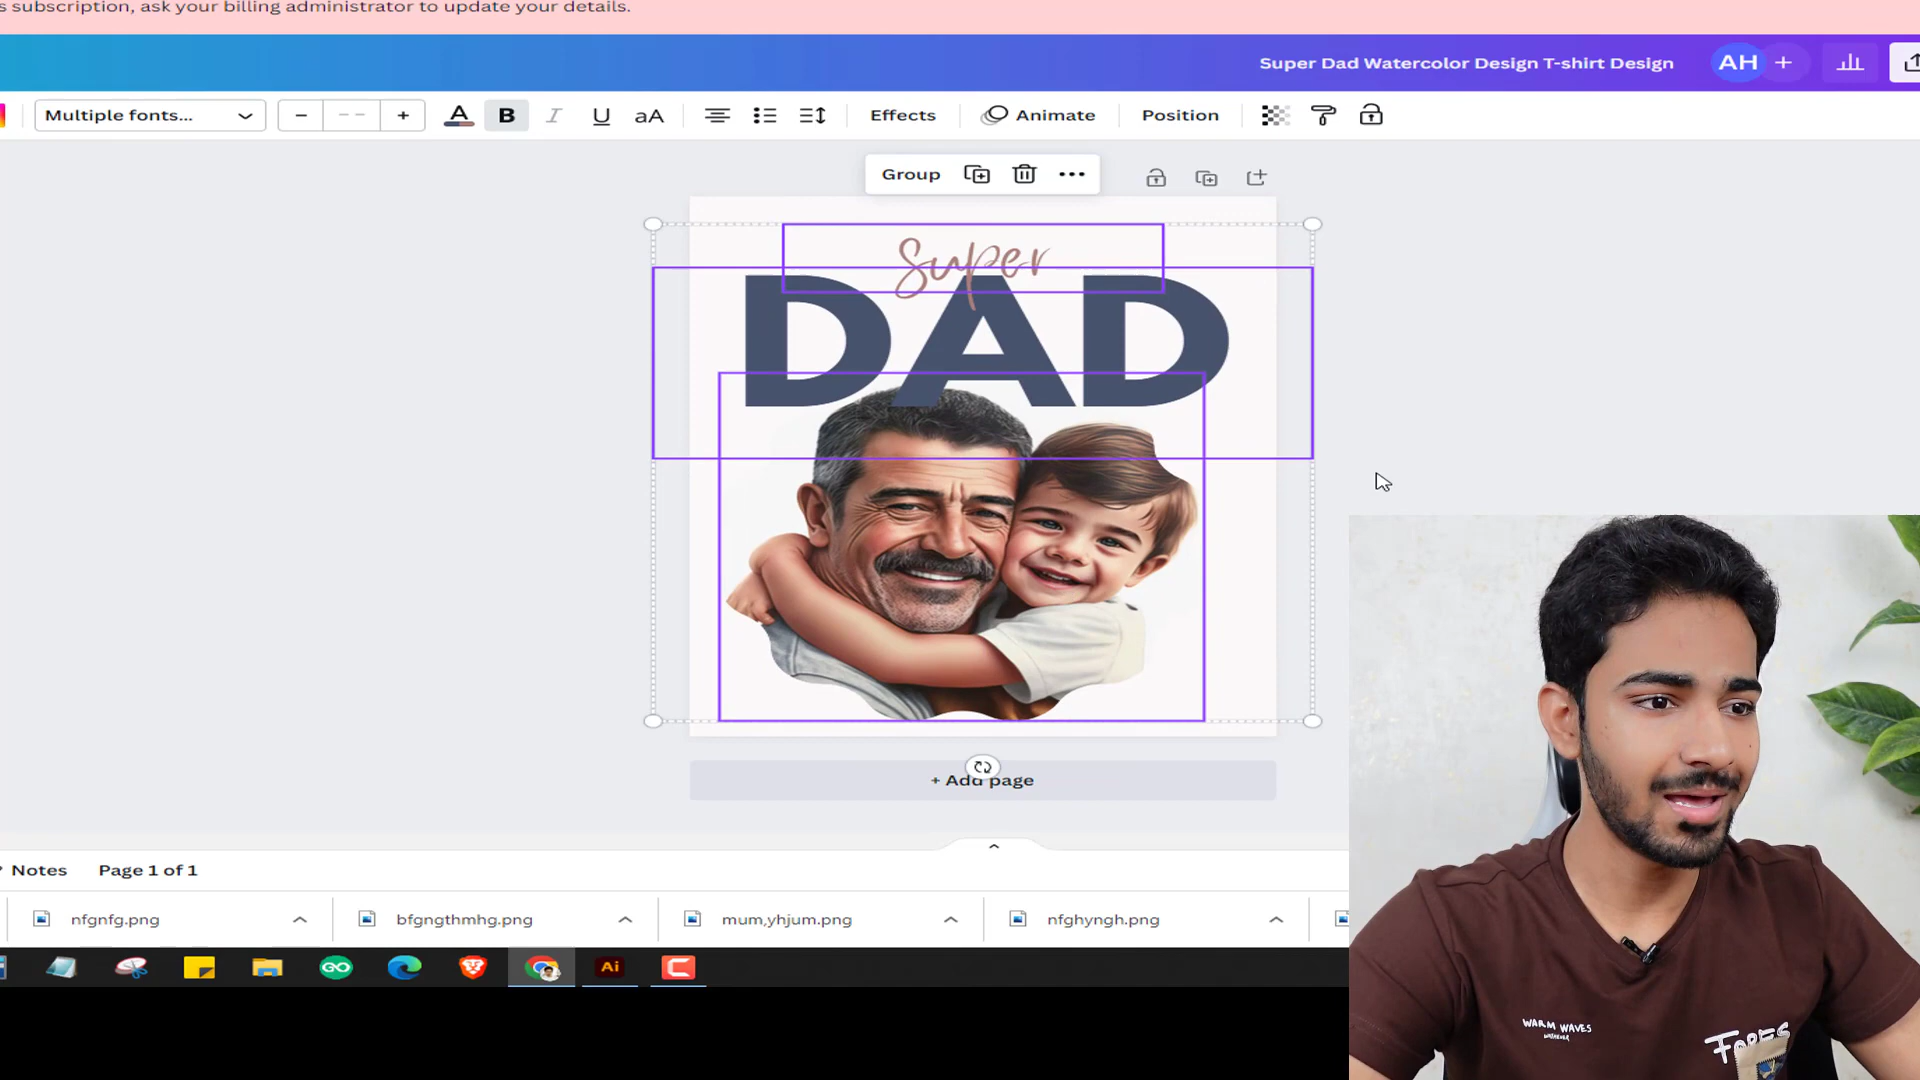 s subscription, ask your billing administrator to update your details.
Super Dad Watercolor Design T-shirt Design
AH +
Multiple fonts...
− -- +
A B I U aA
Effects
Animate
Position
Group
Super
DAD
+ Add page
Notes
Page 1 of 1
nfgnfg.png
bfgngthmhg.png
mum,yhjum.png
nfghyngh.png
GO
Ai
WARM WAVES